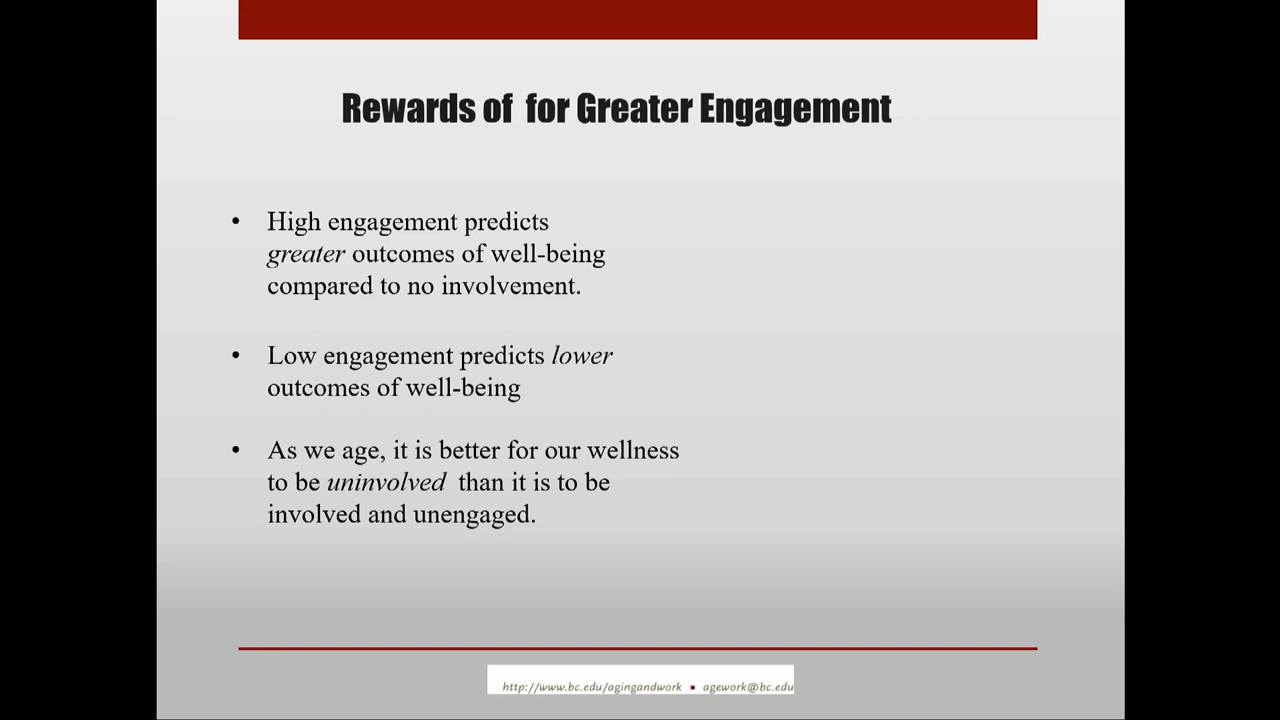 Rewards of  for Greater Engagement
• High engagement predicts
greater outcomes of well-being
compared to no involvement.
• Low engagement predicts lower
outcomes of well-being
• As we age, it is better for our wellness
to be uninvolved  than it is to be
involved and unengaged.
http://www.bc.edu/agingandwork ▪ agework@bc.edu